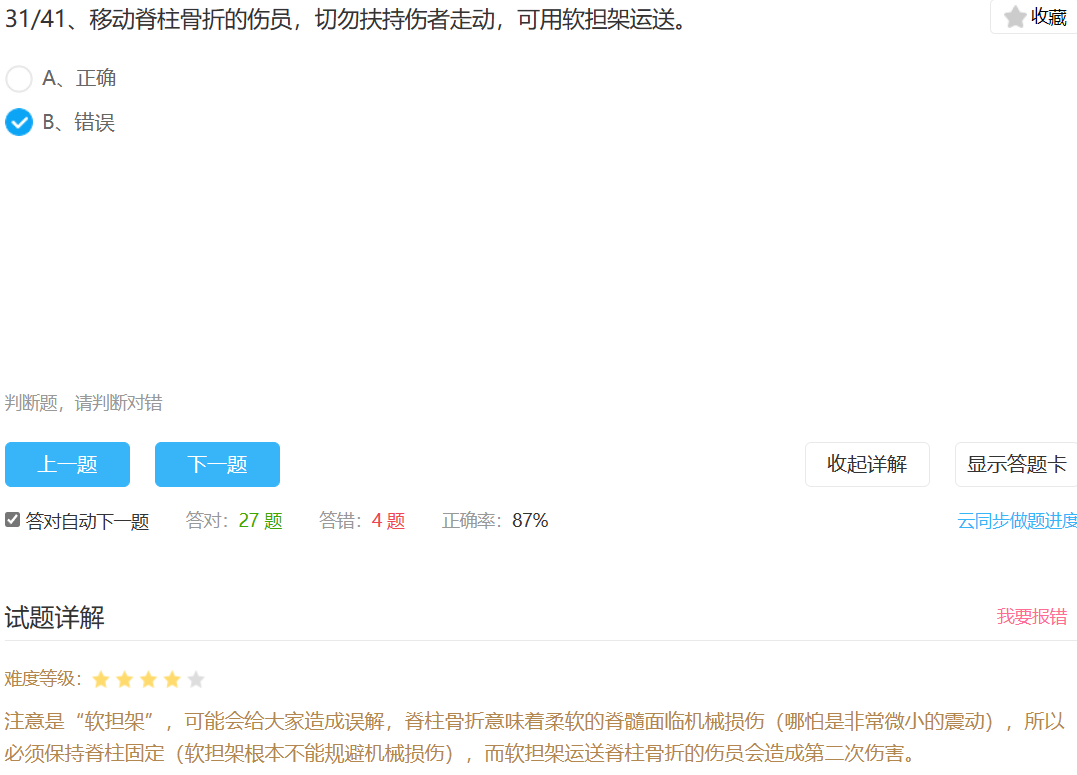 31/41、移动脊柱骨折的伤员，切勿扶持伤者走动，可用软担架运送。
收藏
A、正确
B、错误
判断题，请判断对错
上一题 下一题 收起详解 显示答题卡
答对自动下一题 答对：27 题 答错：4 题 正确率：87% 云同步做题进度
试题详解 我要报错
难度等级：
注意是“软担架”，可能会给大家造成误解，脊柱骨折意味着柔软的脊髓面临机械损伤（哪怕是非常微小的震动），所以
必须保持脊柱固定（软担架根本不能规避机械损伤），而软担架运送脊柱骨折的伤员会造成第二次伤害。